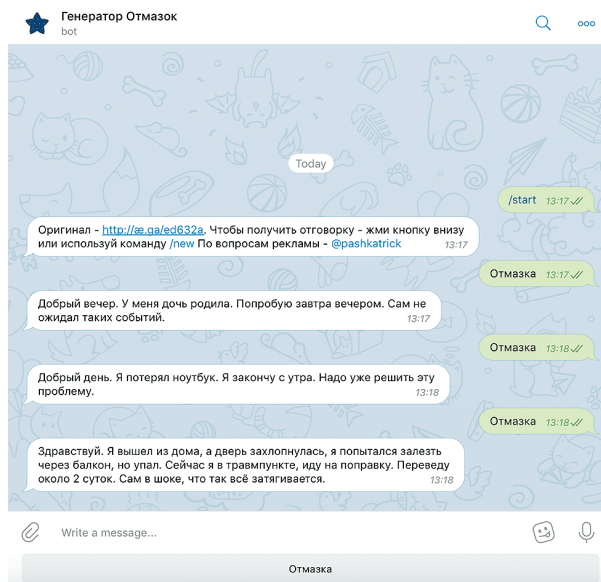 Генератор Отмазок
bot
Today
/start 13:17
Оригинал - http://æ.ga/ed632a. Чтобы получить отговорку - жми кнопку внизу
или используй команду /new По вопросам рекламы - @pashkatrick 13:17
Отмазка 13:17
Добрый вечер. У меня дочь родила. Попробую завтра вечером. Сам не
ожидал таких событий. 13:17
Отмазка 13:18
Добрый день. Я потерял ноутбук. Я закончу с утра. Надо уже решить эту
проблему. 13:18
Отмазка 13:18
Здравствуй. Я вышел из дома, а дверь захлопнулась, я попытался залезть
через балкон, но упал. Сейчас я в травмпункте, иду на поправку. Переведу
около 2 суток. Сам в шоке, что так всё затягивается. 13:18
Write a message...
Отмазка